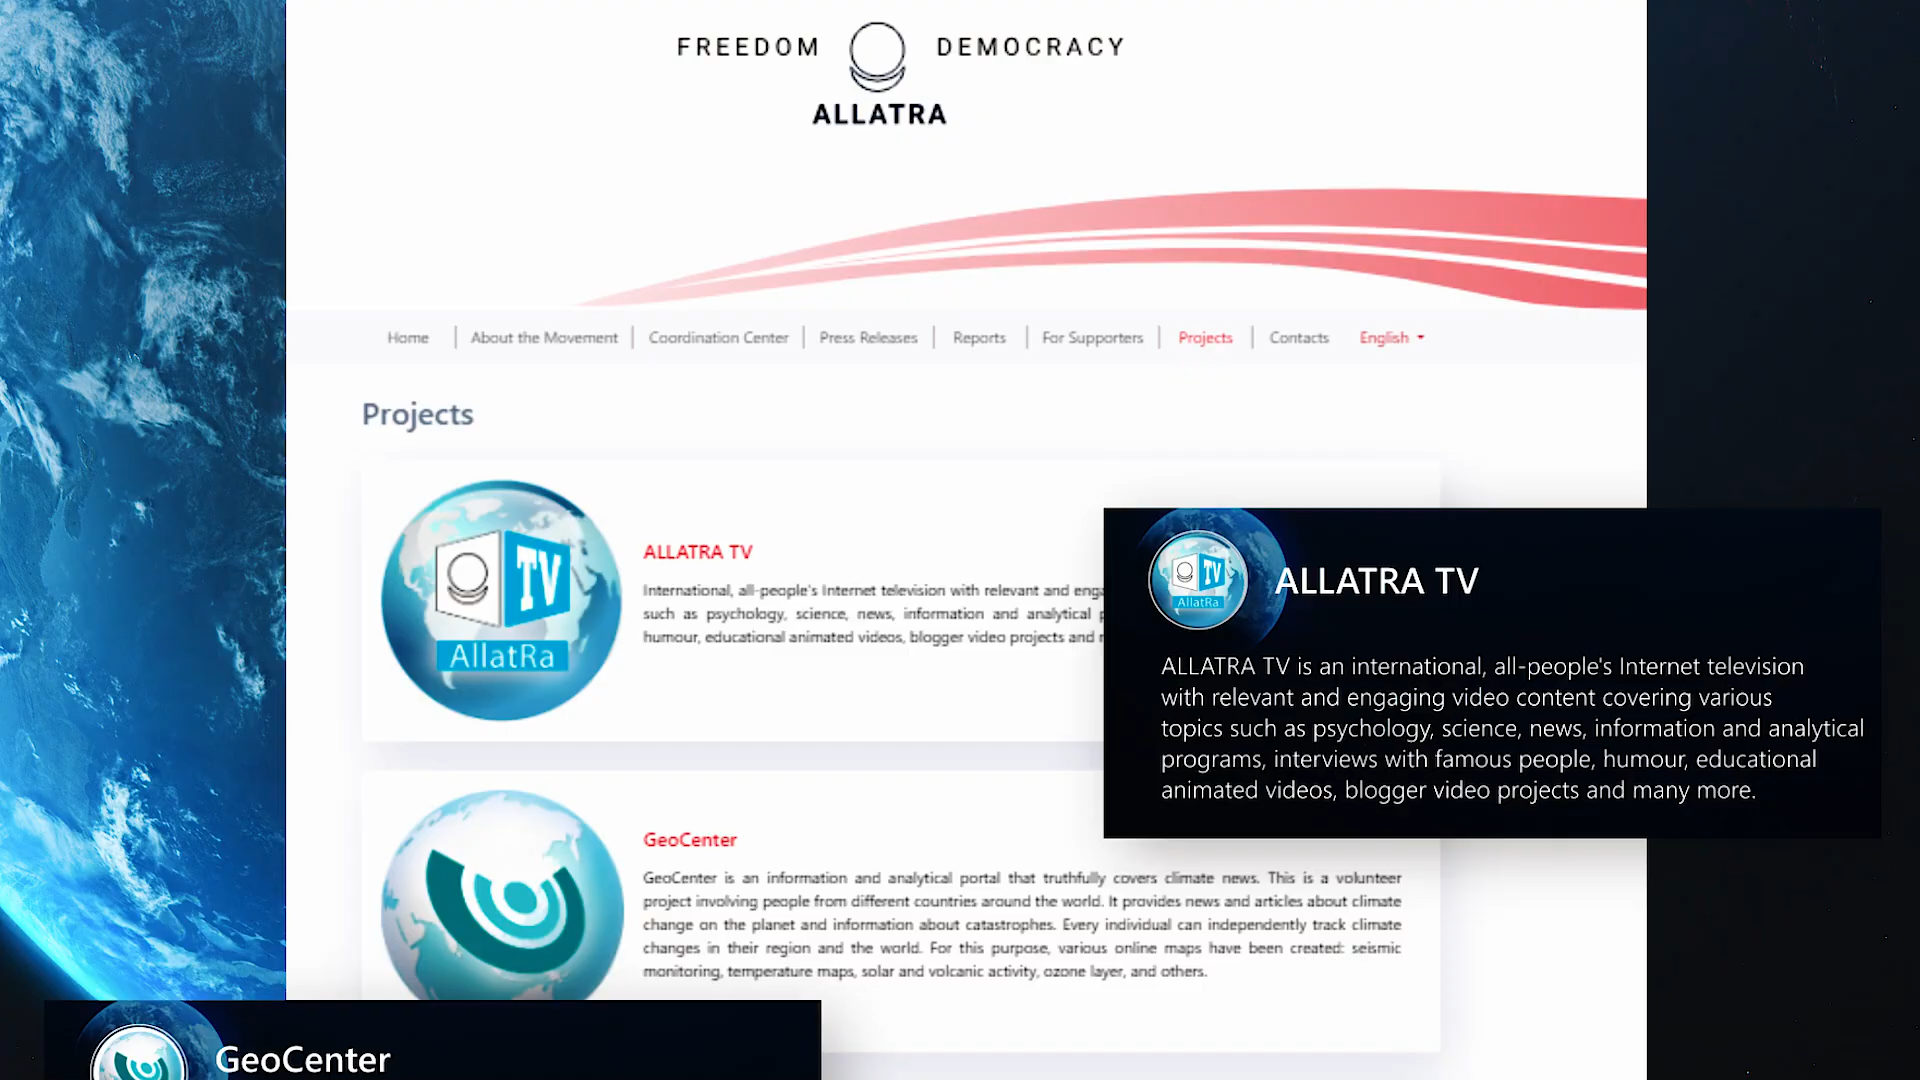 FREEDOM DEMOCRACY
ALLATRA
Home About the Movement Coordination Center Press Releases Reports For Supporters Projects Contacts English
Projects
TV
AllatRa
ALLATRA TV
International, all-people's Internet television with relevant and
such as psychology, science, news, information and analytical
humour, educational animated videos, blogger video projects and
TV
AllatRa
ALLATRA TV
ALLATRA TV is an international, all-people's Internet television
with relevant and engaging video content covering various
topics such as psychology, science, news, information and analytical
programs, interviews with famous people, humour, educational
animated videos, blogger video projects and many more.
GeoCenter
GeoCenter is an information and analytical portal that truthfully covers climate news. This is a volunteer
project involving people from different countries around the world. It provides news and articles about climate
change on the planet and information about catastrophes. Every individual can independently track climate
changes in their region and the world. For this purpose, various online maps have been created: seismic
monitoring, temperature maps, solar and volcanic activity, ozone layer, and others.
GeoCenter